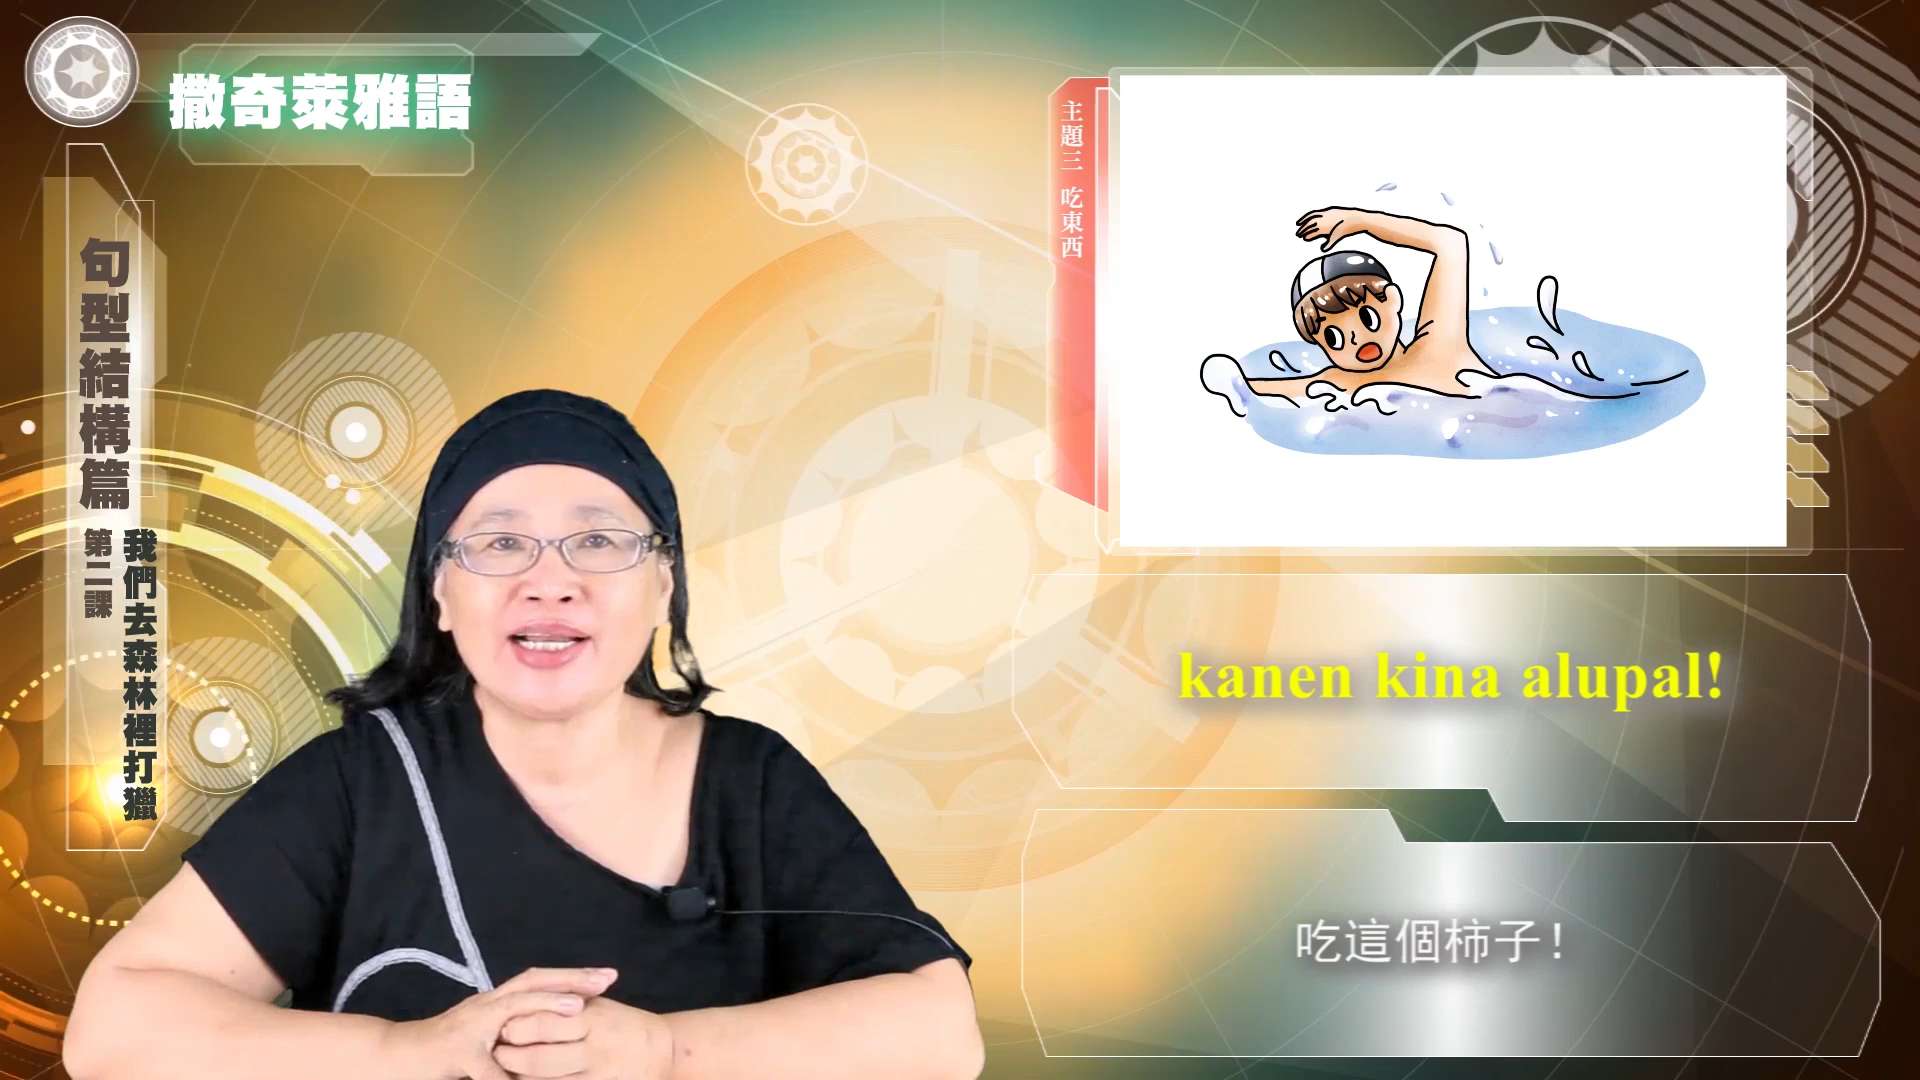 撒奇萊雅語
句型結構篇
第二課
我們去森林裡打獵
主題三 吃東西
kanen kina alupal!
吃這個柿子!